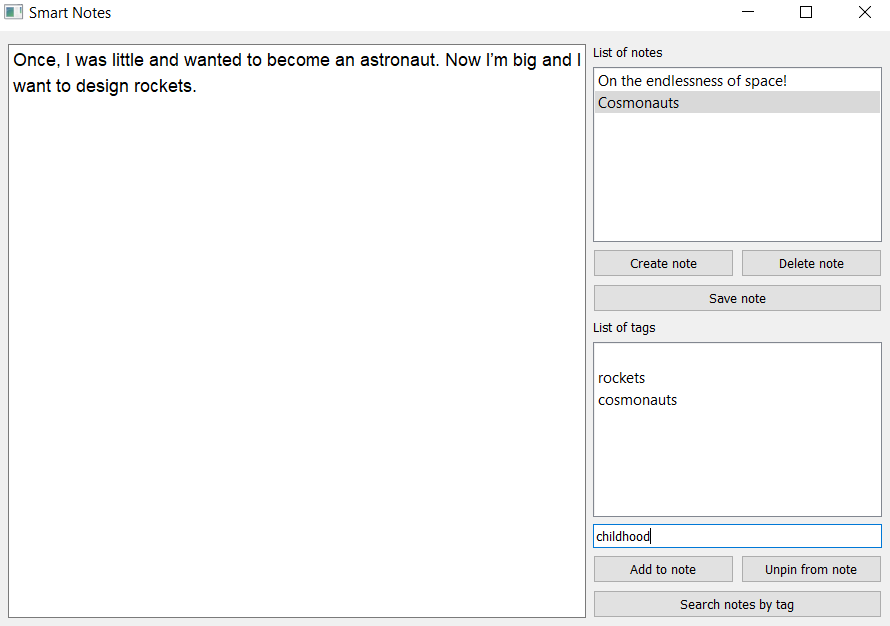 Smart Notes
Once, I was little and wanted to become an astronaut. Now I’m big and I
want to design rockets.
List of notes
On the endlessness of space!
Cosmonauts
Create note
Delete note
Save note
List of tags
rockets
cosmonauts
childhood
Add to note
Unpin from note
Search notes by tag